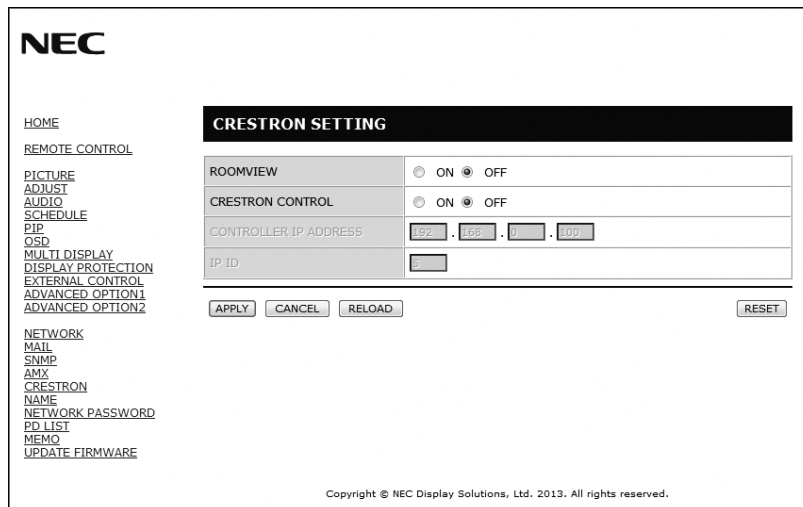 NEC
HOME
REMOTE CONTROL
PICTURE
ADJUST
AUDIO
SCHEDULE
PIP
OSD
MULTI DISPLAY
DISPLAY PROTECTION
EXTERNAL CONTROL
ADVANCED OPTION1
ADVANCED OPTION2
NETWORK
MAIL
SNMP
AMX
CRESTRON
NAME
NETWORK PASSWORD
PD LIST
MEMO
UPDATE FIRMWARE
CRESTRON SETTING
ROOMVIEW ON OFF
CRESTRON CONTROL ON OFF
CONTROLLER IP ADDRESS 192 . 168 . 0 . 100
IP ID 5
APPLY CANCEL RELOAD RESET
Copyright © NEC Display Solutions, Ltd. 2013. All rights reserved.